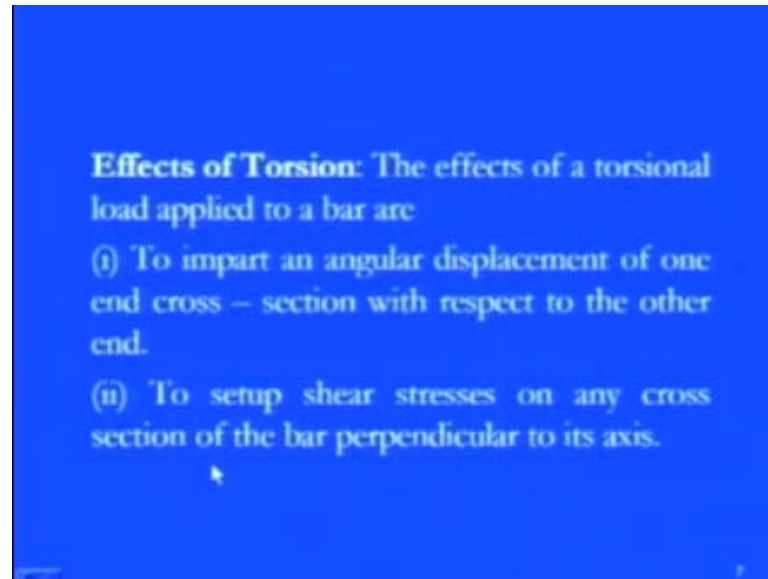 Effects of Torsion: The effects of a torsional
load applied to a bar are
(i) To impart an angular displacement of one
end cross – section with respect to the other
end.
(ii) To setup shear stresses on any cross
section of the bar perpendicular to its axis.